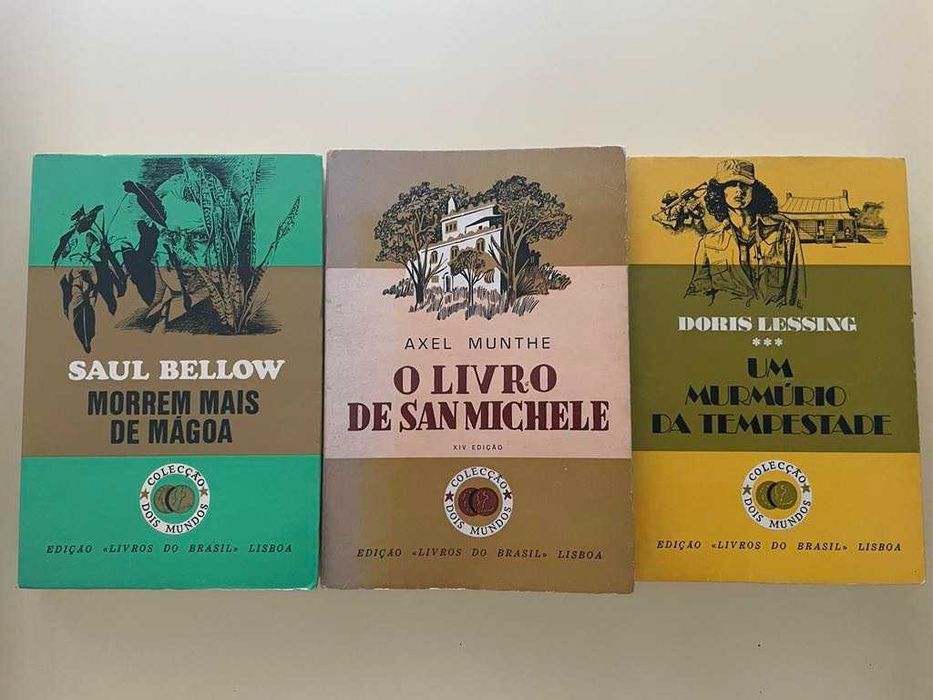 SAUL BELLOW
MORREM MAIS
DE MÁGOA
COLECÇÃO
DOIS MUNDOS
EDIÇÃO «LIVROS DO BRASIL» LISBOA
AXEL MUNTHE
O LIVRO
DE SAN MICHELE
XIV EDIÇÃO
COLECÇÃO
DOIS MUNDOS
EDIÇÃO «LIVROS DO BRASIL» LISBOA
DORIS LESSING
***
UM
MURMÚRIO
DA TEMPESTADE
COLECÇÃO
DOIS MUNDOS
EDIÇÃO «LIVROS DO BRASIL» LISBOA